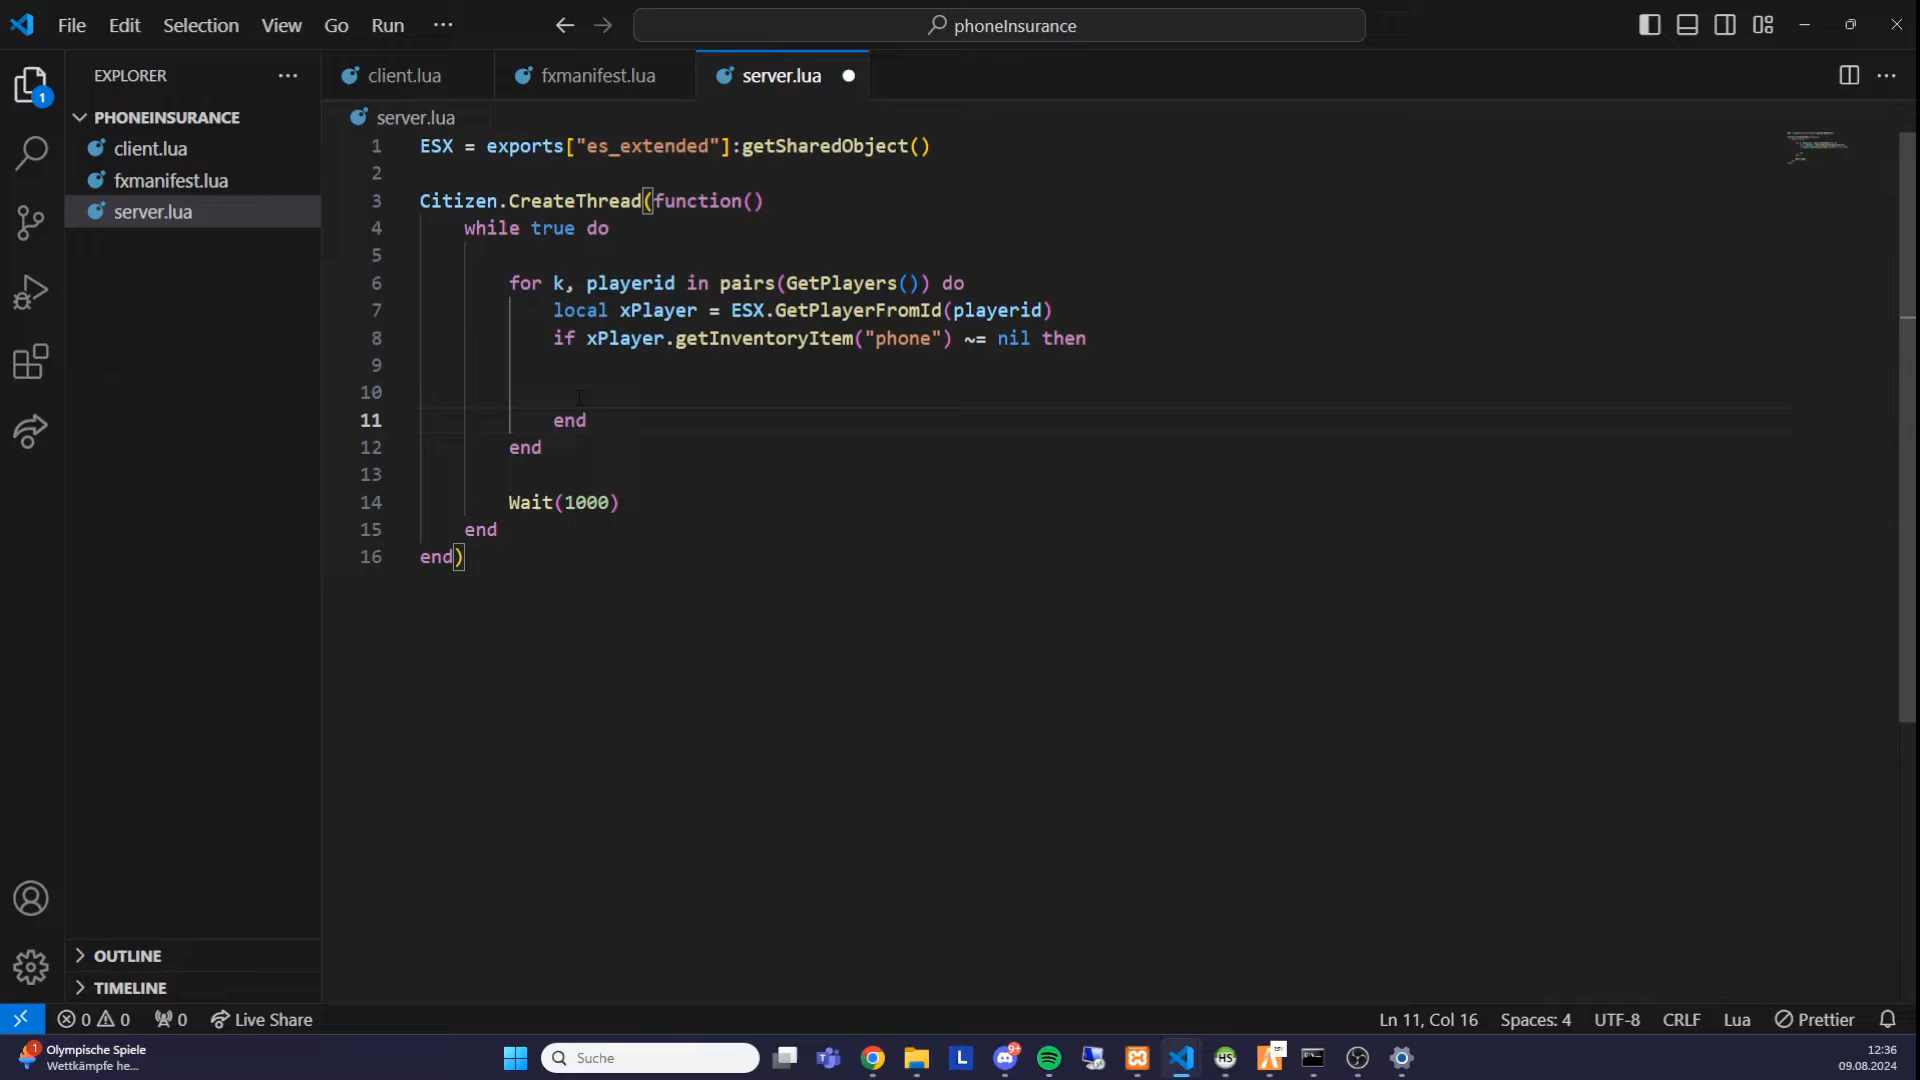 File Edit Selection View Go Run ···
phoneInsurance
EXPLORER
client.lua
fxmanifest.lua
server.lua
1
PHONEINSURANCE
client.lua
fxmanifest.lua
server.lua
server.lua
1 ESX = exports["es_extended"]:getSharedObject()
2
3 Citizen.CreateThread(function()
4 while true do
5
6 for k, playerid in pairs(GetPlayers()) do
7 local xPlayer = ESX.GetPlayerFromId(playerid)
8 if xPlayer.getInventoryItem("phone") ~= nil then
9
10
11 end
12 end
13
14 Wait(1000)
15 end
16 end)
OUTLINE
TIMELINE
0 0 0 Live Share
Ln 11, Col 16 Spaces: 4 UTF-8 CRLF Lua Prettier
1
Olympische Spiele
Wettkämpfe he...
Suche
L
9+
HS
12:36
09.08.2024